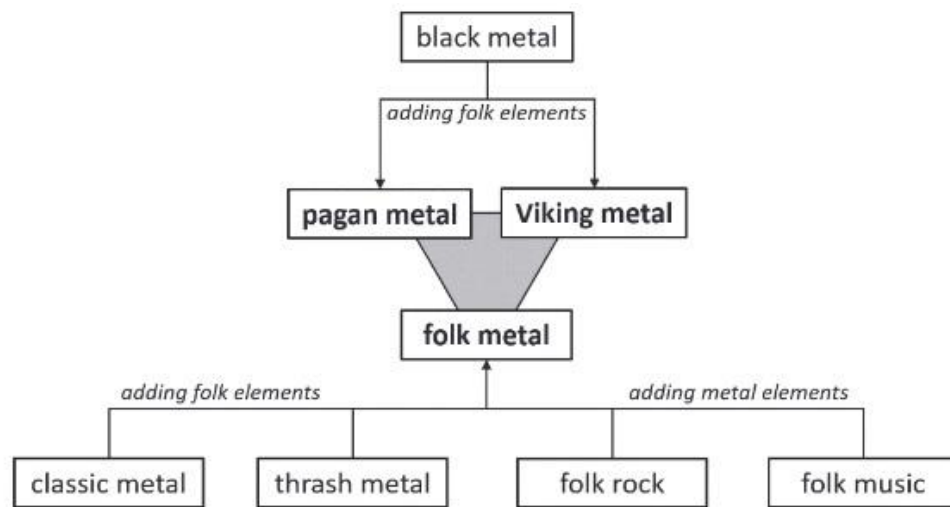 black metal
adding folk elements
pagan metal
Viking metal
folk metal
adding folk elements
adding metal elements
classic metal
thrash metal
folk rock
folk music